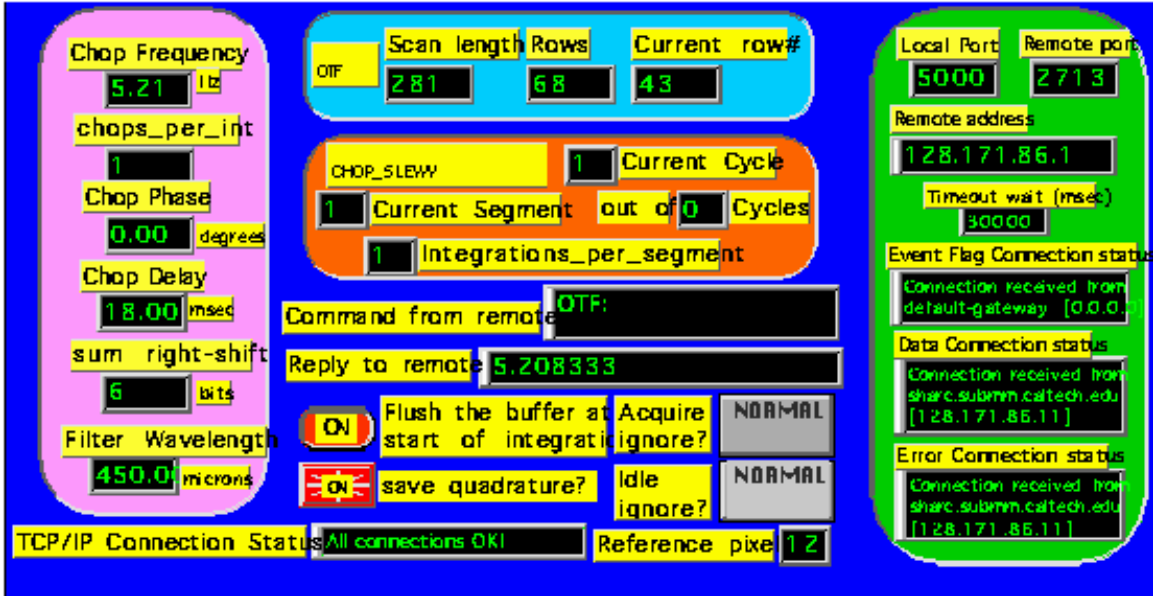 Chop Frequency
5.21 Hz
chops_per_int
1
Chop Phase
0.00 degrees
Chop Delay
18.00 msec
sum right-shift
6 bits
Filter Wavelength
450.00 microns
OTF
Scan length Rows Current row#
281 68 43
CHOP_SLEW
1 Current Cycle
1 Current Segment out of 0 Cycles
1 Integrations_per_segment
Command from remote OTF:
Reply to remote 5.208333
ON Flush the buffer at
start of integratio
Acquire
ignore?
NORMAL
ON save quadrature?
Idle
ignore?
NORMAL
TCP/IP Connection Status All connections OK!
Reference pixe 12
Local Port Remote port
5000 2713
Remote address
128.171.86.1
Timeout wait (msec)
30000
Event Flag Connection status
Connection received from
default-gateway [0.0.0.0]
Data Connection status
Connection received from
sharc.submm.caltech.edu
[128.171.86.11]
Error Connection status
Connection received from
sharc.submm.caltech.edu
[128.171.86.11]